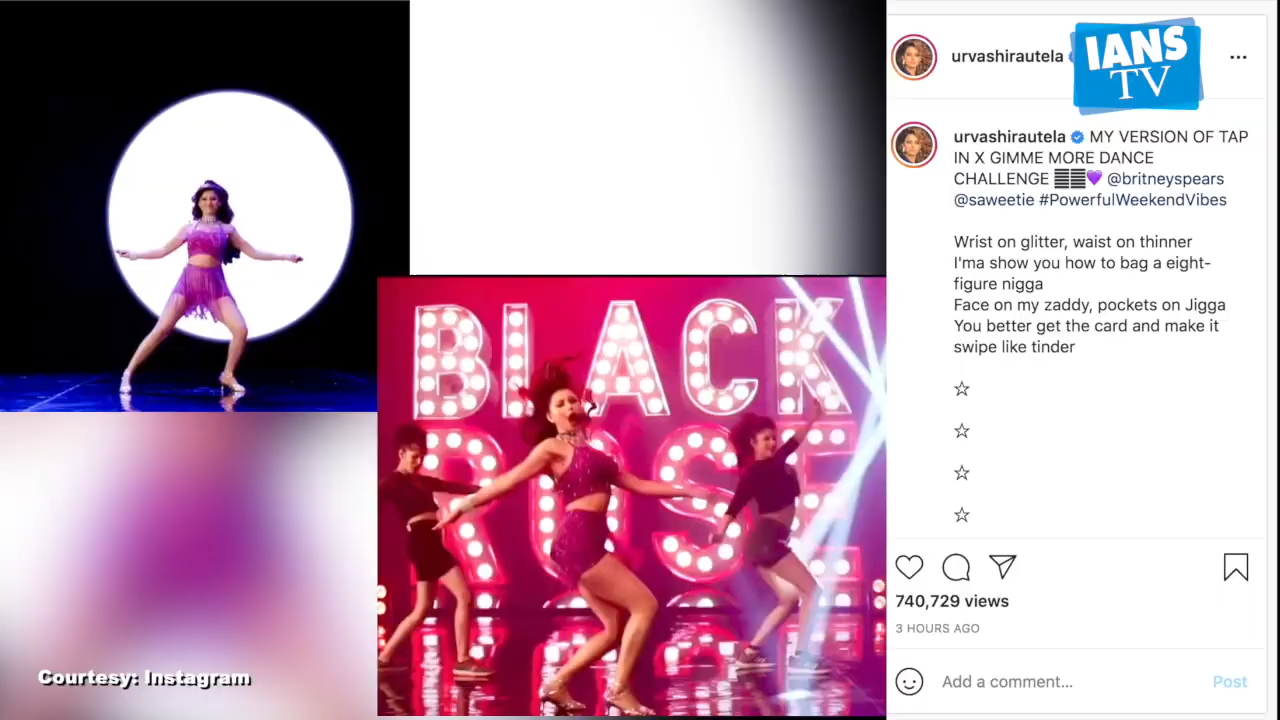 IANS
TV
urvashirautela
urvashirautela MY VERSION OF TAP
IN X GIMME MORE DANCE
CHALLENGE 💜 @britneyspears
@saweetie #PowerfulWeekendVibes
Wrist on glitter, waist on thinner
I'ma show you how to bag a eight-
figure nigga
Face on my zaddy, pockets on Jigga
You better get the card and make it
swipe like tinder
☆
☆
☆
☆
740,729 views
3 HOURS AGO
Add a comment... Post
BLACK
ROSE
Courtesy: Instagram